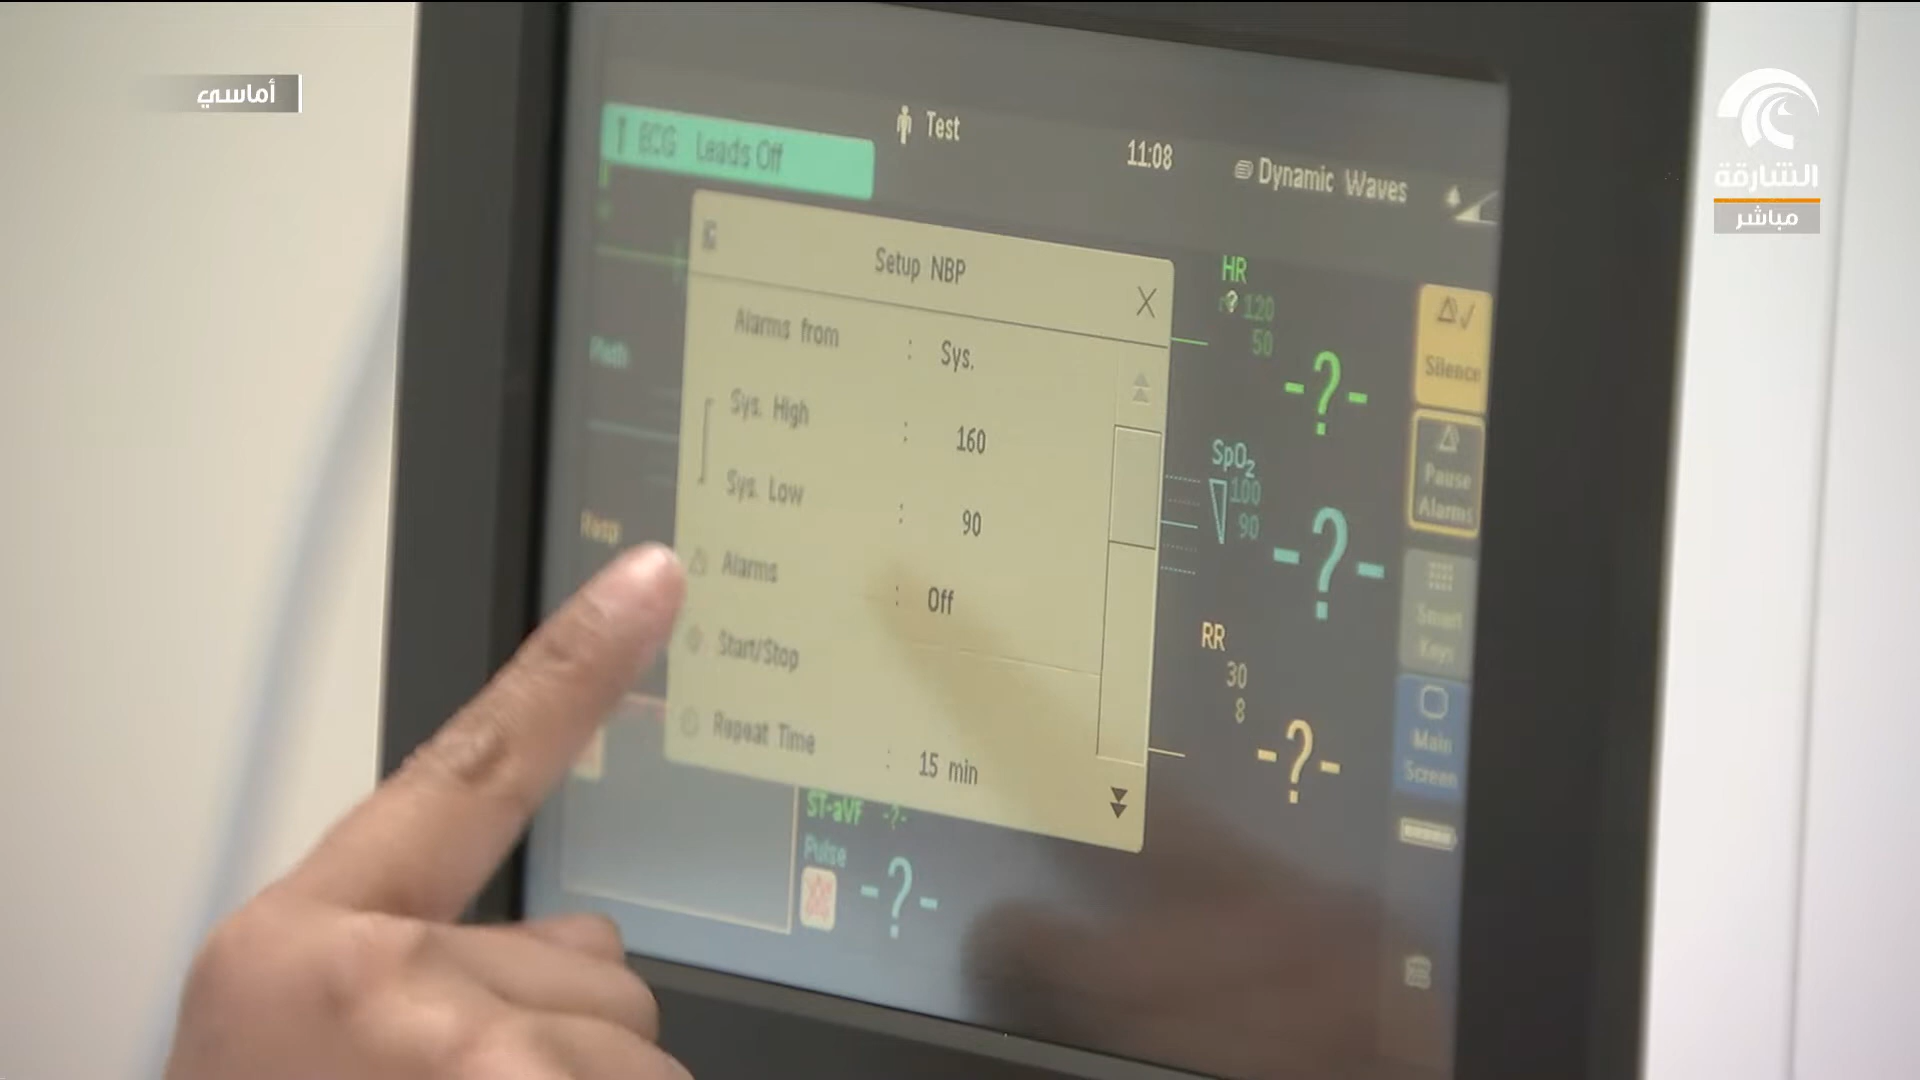 أماسي
الشارقة
مباشر
ECG Leads Off
Test
11:08
Dynamic Waves
Setup NBP
X
Alarms from : Sys.
Sys. High : 160
Sys. Low : 90
Alarms : Off
Start/Stop
Repeat Time : 15 min
HR
120
50
-?-
SpO₂
100
90
-?-
RR
30
8
-?-
Pleth
Resp
ST-aVF -?-
Pulse
-?-
Silence
Pause
Alarms
Smart
Keys
Main
Screen